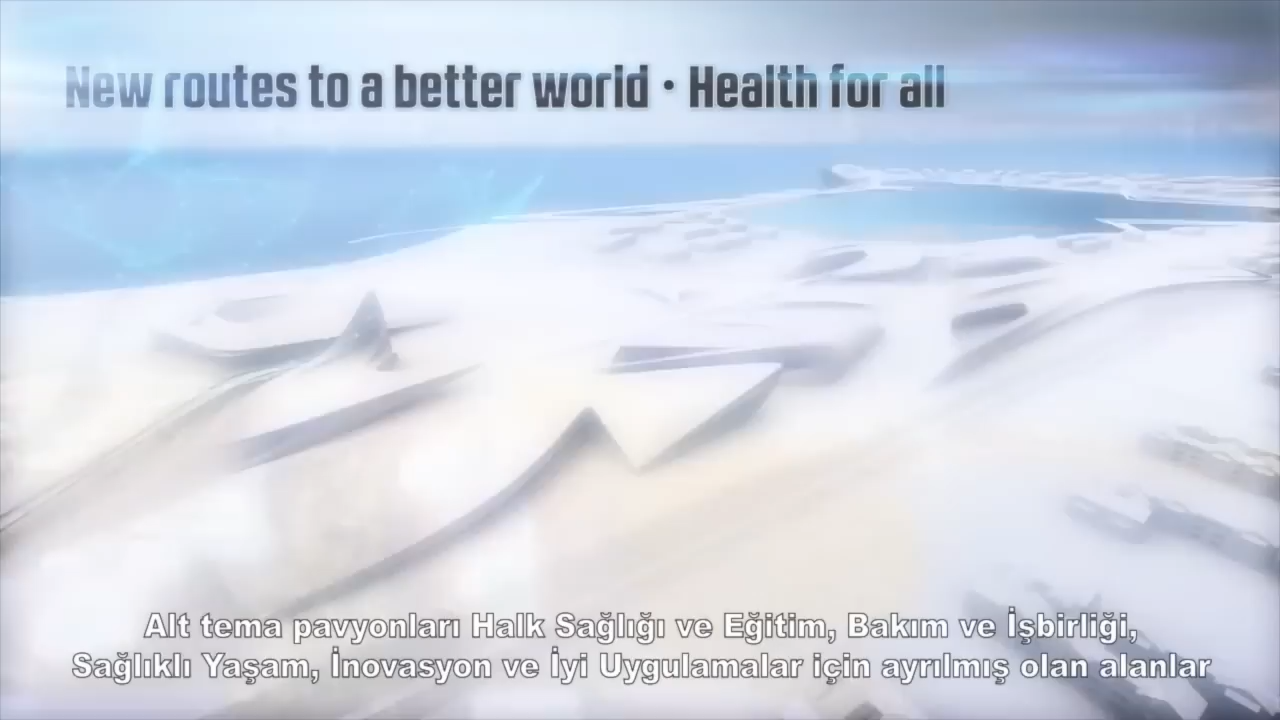 New routes to a better world • Health for all
Alt tema pavyonları Halk Sağlığı ve Eğitim, Bakım ve İşbirliği,
Sağlıklı Yaşam, İnovasyon ve İyi Uygulamalar için ayrılmış olan alanlar